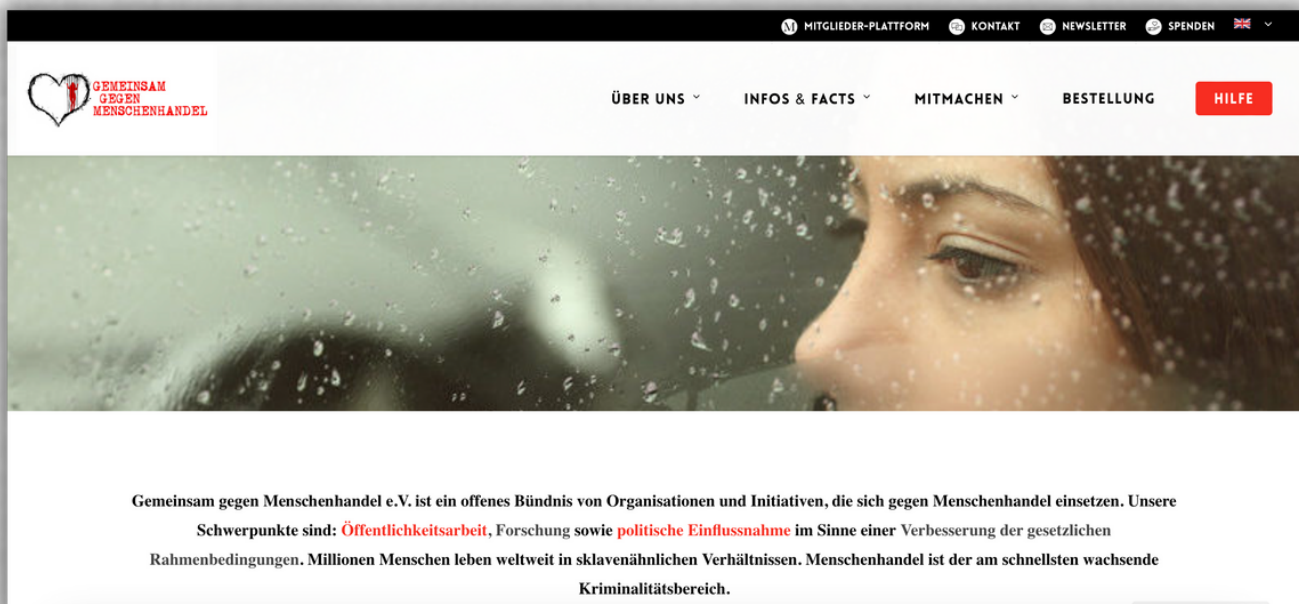 MITGLIEDER-PLATTFORM KONTAKT NEWSLETTER SPENDEN
GEMEINSAM
GEGEN
MENSCHENHANDEL
ÜBER UNS INFOS & FACTS MITMACHEN BESTELLUNG HILFE
Gemeinsam gegen Menschenhandel e.V. ist ein offenes Bündnis von Organisationen und Initiativen, die sich gegen Menschenhandel einsetzen. Unsere
Schwerpunkte sind: Öffentlichkeitsarbeit, Forschung sowie politische Einflussnahme im Sinne einer Verbesserung der gesetzlichen
Rahmenbedingungen. Millionen Menschen leben weltweit in sklavenähnlichen Verhältnissen. Menschenhandel ist der am schnellsten wachsende
Kriminalitätsbereich.